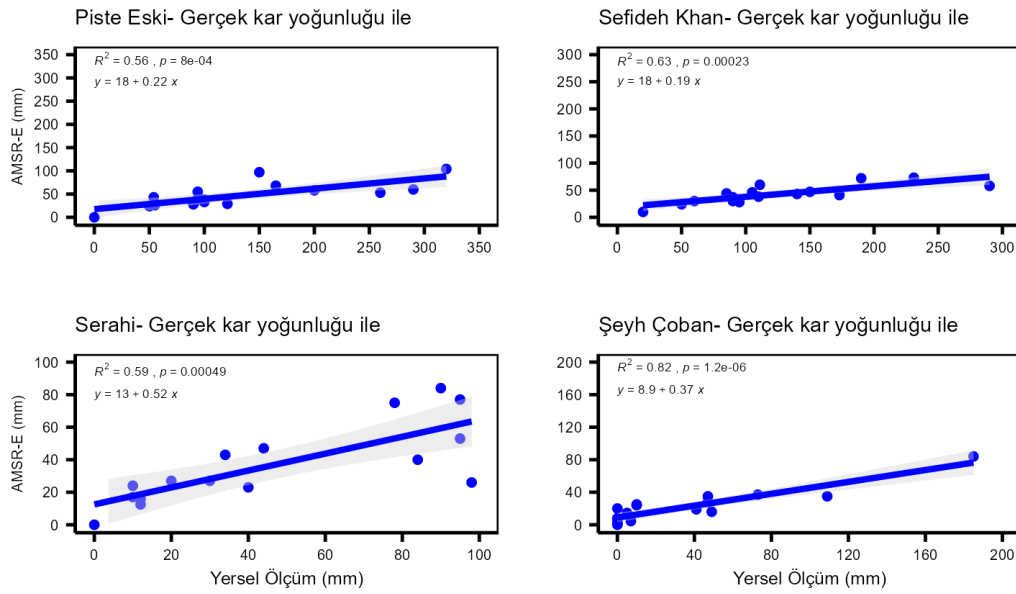 Piste Eski- Gerçek kar yoğunluğu ile
R² = 0.56 , p = 8e-04
y = 18 + 0.22 x
AMSR-E (mm)
350
300
250
200
150
100
50
0
0 50 100 150 200 250 300 350
Sefideh Khan- Gerçek kar yoğunluğu ile
R² = 0.63 , p = 0.00023
y = 18 + 0.19 x
300
250
200
150
100
50
0
0 50 100 150 200 250 300
Serahi- Gerçek kar yoğunluğu ile
R² = 0.59 , p = 0.00049
y = 13 + 0.52 x
AMSR-E (mm)
100
80
60
40
20
0
0 20 40 60 80 100
Yersel Ölçüm (mm)
Şeyh Çoban- Gerçek kar yoğunluğu ile
R² = 0.82 , p = 1.2e-06
y = 8.9 + 0.37 x
200
160
120
80
40
0
0 40 80 120 160 200
Yersel Ölçüm (mm)